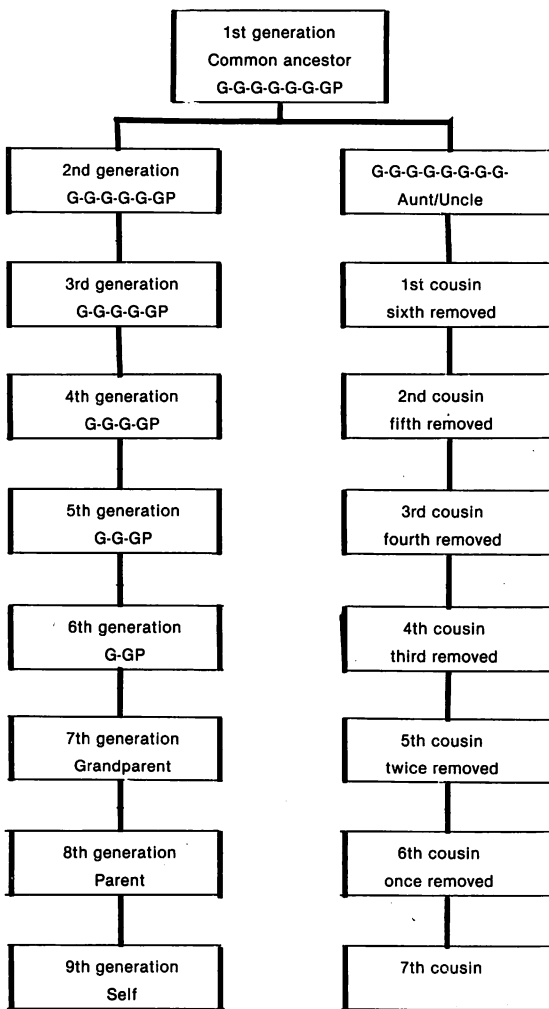 1st generation
Common ancestor
G-G-G-G-G-G-GP
2nd generation
G-G-G-G-G-GP
G-G-G-G-G-G-G-G-
Aunt/Uncle
3rd generation
G-G-G-G-GP
1st cousin
sixth removed
4th generation
G-G-G-GP
2nd cousin
fifth removed
5th generation
G-G-GP
3rd cousin
fourth removed
6th generation
G-GP
4th cousin
third removed
7th generation
Grandparent
5th cousin
twice removed
8th generation
Parent
6th cousin
once removed
9th generation
Self
7th cousin